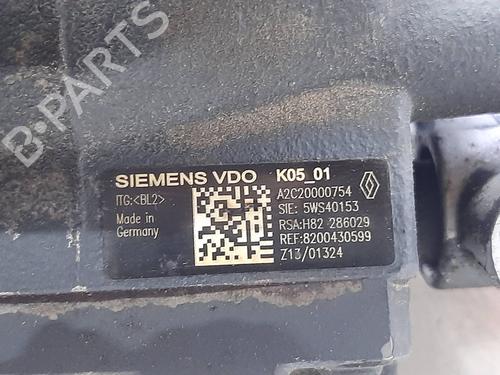 B-PARTS
SIEMENS VDO K05_01
ITG:<BL2> A2C20000754
SIE: 5WS40153
Made in RSA:H82 286029
Germany REF:8200430599
Z13/01324